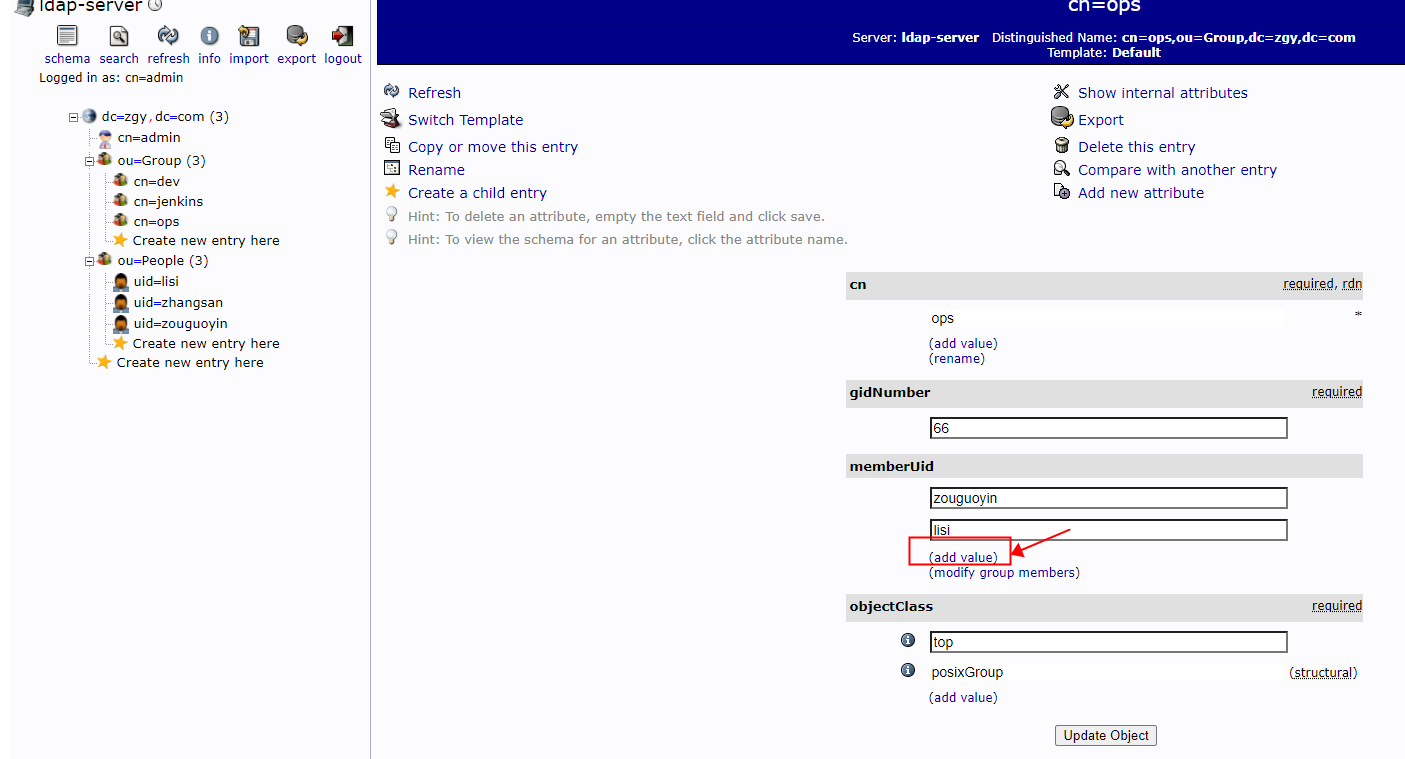 ldap-server
schema search refresh info import export logout
Logged in as: cn=admin
dc=zgy,dc=com (3)
cn=admin
ou=Group (3)
cn=dev
cn=jenkins
cn=ops
Create new entry here
ou=People (3)
uid=lisi
uid=zhangsan
uid=zouguoyin
Create new entry here
Create new entry here
cn=ops
Server: ldap-server Distinguished Name: cn=ops,ou=Group,dc=zgy,dc=com
Template: Default
Refresh
Switch Template
Copy or move this entry
Rename
Create a child entry
Hint: To delete an attribute, empty the text field and click save.
Hint: To view the schema for an attribute, click the attribute name.
Show internal attributes
Export
Delete this entry
Compare with another entry
Add new attribute
cn required, rdn
ops *
(add value)
(rename)
gidNumber required
66
memberUid
zouguoyin
lisi
(add value)
(modify group members)
objectClass required
top
posixGroup (structural)
(add value)
Update Object